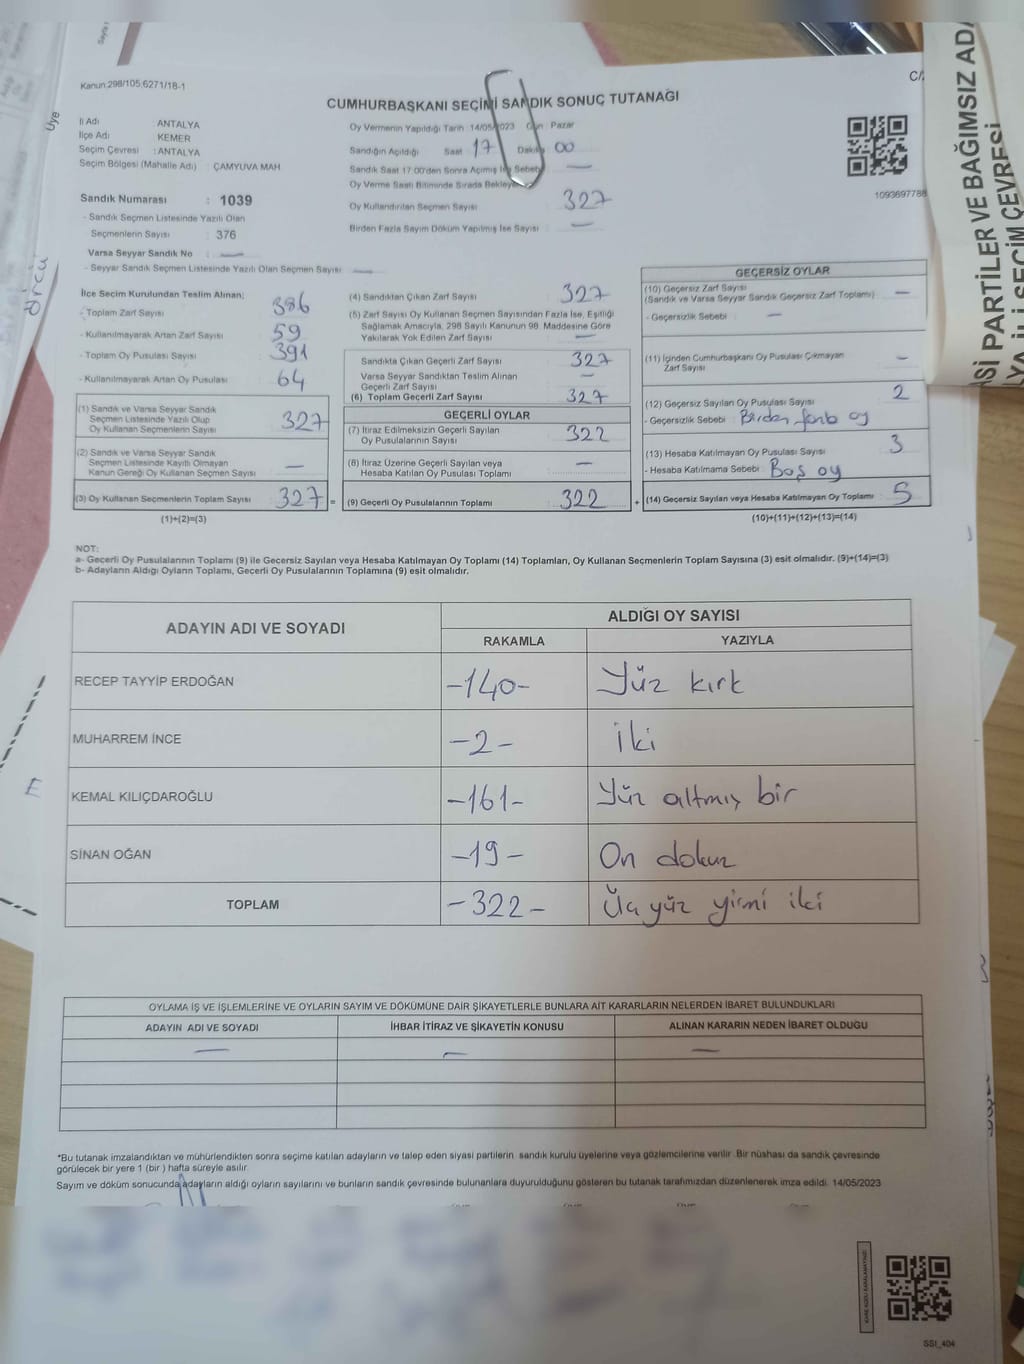 Kanun:298/105,6271/18-1
C/
CUMHURBAŞKANI SEÇİMİ SANDIK SONUÇ TUTANAĞI
İl Adı ANTALYA
İlçe Adı KEMER
Seçim Çevresi :ANTALYA
Seçim Bölgesi (Mahalle Adı) : ÇAMYUVA MAH
Oy Vermenin Yapıldığı Tarih :14/05/2023 Gün : Pazar
Sandığın Açıldığı Saat 17 Dakika 00
Sandık Saat 17:00'den Sonra Açılmış İse Sebebi —
Oy Verme Saati Bitiminde Sırada Bekleyen
Oy Kullandırılan Seçmen Sayısı 327
Birden Fazla Sayım Döküm Yapılmış İse Sayısı —
1093697788
Sandık Numarası : 1039
- Sandık Seçmen Listesinde Yazılı Olan
Seçmenlerin Sayısı : 376
Varsa Seyyar Sandık No : —
- Seyyar Sandık Seçmen Listesinde Yazılı Olan Seçmen Sayısı : —
İlçe Seçim Kurulundan Teslim Alınan;
- Toplam Zarf Sayısı 386
- Kullanılmayarak Artan Zarf Sayısı 59
- Toplam Oy Pusulası Sayısı 391
- Kullanılmayarak Artan Oy Pusulası 64
(1) Sandık ve Varsa Seyyar Sandık
Seçmen Listesinde Yazılı Olup
Oy Kullanan Seçmenlerin Sayısı 327
(2) Sandık ve Varsa Seyyar Sandık
Seçmen Listesinde Kayıtlı Olmayan
Kanun Gereği Oy Kullanan Seçmen Sayısı —
(3) Oy Kullanan Seçmenlerin Toplam Sayısı 327 =
(1)+(2)=(3)
(4) Sandıktan Çıkan Zarf Sayısı 327
(5) Zarf Sayısı Oy Kullanan Seçmen Sayısından Fazla İse, Eşitliği
Sağlamak Amacıyla, 298 Sayılı Kanunun 98. Maddesine Göre
Yakılarak Yok Edilen Zarf Sayısı —
Sandıkta Çıkan Geçerli Zarf Sayısı 327
Varsa Seyyar Sandıktan Teslim Alınan
Geçerli Zarf Sayısı —
(6) Toplam Geçerli Zarf Sayısı 327
GEÇERLİ OYLAR
(7) İtiraz Edilmeksizin Geçerli Sayılan
Oy Pusulalarının Sayısı 322
(8) İtiraz Üzerine Geçerli Sayılan veya
Hesaba Katılan Oy Pusulası Toplamı —
(9) Geçerli Oy Pusulalarının Toplamı 322 +
GEÇERSİZ OYLAR
(10) Geçersiz Zarf Sayısı
(Sandık ve Varsa Seyyar Sandık Geçersiz Zarf Toplamı) —
- Geçersizlik Sebebi : —
(11) İçinden Cumhurbaşkanı Oy Pusulası Çıkmayan
Zarf Sayısı —
(12) Geçersiz Sayılan Oy Pusulası Sayısı 2
- Geçersizlik Sebebi : Birden fazla oy
(13) Hesaba Katılmayan Oy Pusulası Sayısı 3
- Hesaba Katılmama Sebebi : Boş oy
(14) Geçersiz Sayılan veya Hesaba Katılmayan Oy Toplamı 5
(10)+(11)+(12)+(13)=(14)
NOT:
a- Geçerli Oy Pusulalarının Toplamı (9) ile Gecersiz Sayılan veya Hesaba Katılmayan Oy Toplamı (14) Toplamları, Oy Kullanan Seçmenlerin Toplam Sayısına (3) eşit olmalıdır. (9)+(14)=(3)
b- Adayların Aldığı Oyların Toplamı, Gecerli Oy Pusulalarının Toplamına (9) eşit olmalıdır.
ADAYIN ADI VE SOYADI
ALDIĞI OY SAYISI
RAKAMLA YAZIYLA
RECEP TAYYİP ERDOĞAN -140- Yüz kırk
MUHARREM İNCE -2- İki
KEMAL KILIÇDAROĞLU -161- Yüz altmış bir
SİNAN OĞAN -19- On dokuz
TOPLAM -322- Üç yüz yirmi iki
OYLAMA İŞ VE İŞLEMLERİNE VE OYLARIN SAYIM VE DÖKÜMÜNE DAİR ŞİKAYETLERLE BUNLARA AİT KARARLARIN NELERDEN İBARET BULUNDUKLARI
ADAYIN ADI VE SOYADI İHBAR İTİRAZ VE ŞİKAYETİN KONUSU ALINAN KARARIN NEDEN İBARET OLDUĞU
— — —
*Bu tutanak imzalandıktan ve mühürlendikten sonra seçime katılan adayların ve talep eden siyasi partilerin sandık kurulu üyelerine veya gözlemcilerine verilir. Bir nüshası da sandık çevresinde
görülecek bir yere 1 (bir ) hafta süreyle asılır.
Sayım ve döküm sonucunda adayların aldığı oyların sayılarını ve bunların sandık çevresinde bulunanlara duyurulduğunu gösteren bu tutanak tarafımızdan düzenlenerek imza edildi. 14/05/2023
SSI_404
Üye
E
ASİ PARTİLER VE BAĞIMSIZ ADA
YA İLİ SEÇİM ÇEVRESİ